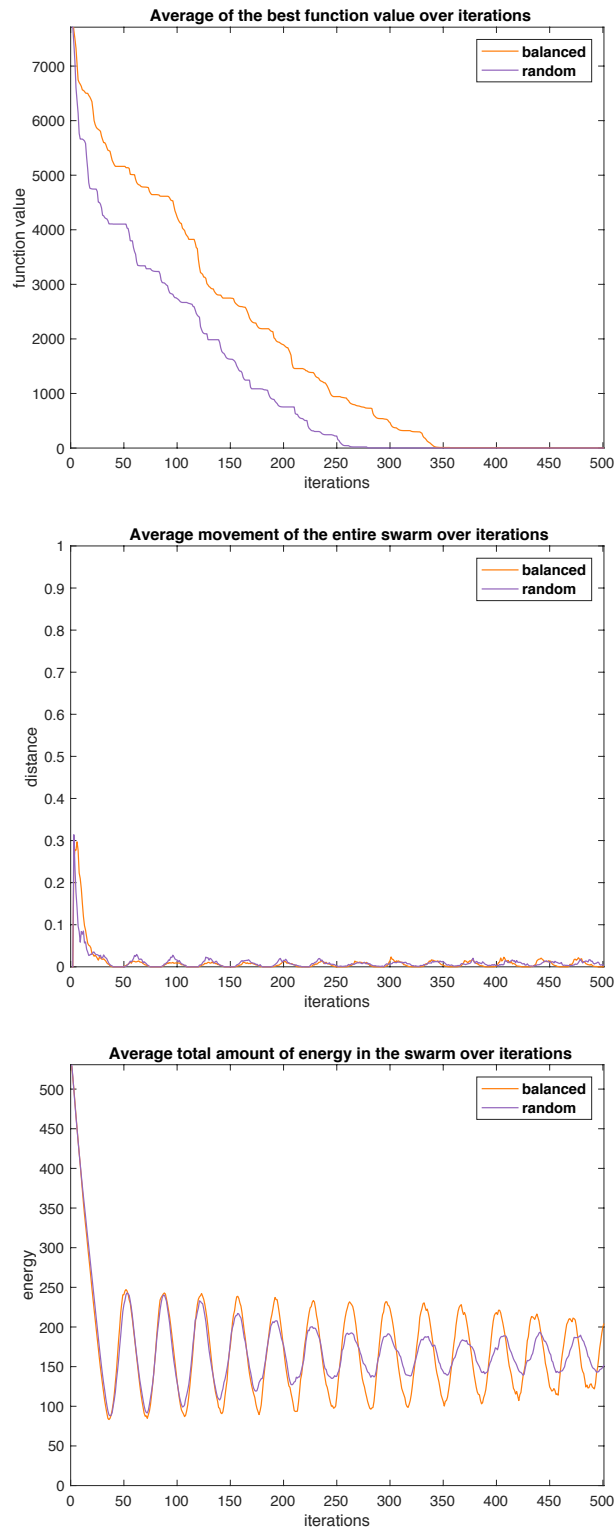 Average of the best function value over iterations
balanced
random
7000
6000
5000
4000
3000
2000
1000
0
function value
0 50 100 150 200 250 300 350 400 450 500
iterations
Average movement of the entire swarm over iterations
balanced
random
1
0.9
0.8
0.7
0.6
0.5
0.4
0.3
0.2
0.1
0
distance
0 50 100 150 200 250 300 350 400 450 500
iterations
Average total amount of energy in the swarm over iterations
balanced
random
500
450
400
350
300
250
200
150
100
50
0
energy
0 50 100 150 200 250 300 350 400 450 500
iterations